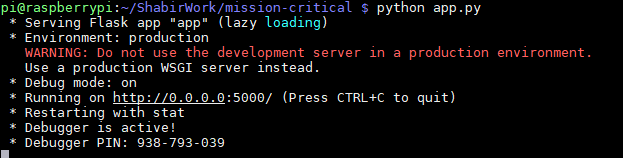 pi@raspberrypi:~/ShabirWork/mission-critical $ python app.py
* Serving Flask app "app" (lazy loading)
* Environment: production
WARNING: Do not use the development server in a production environment.
Use a production WSGI server instead.
* Debug mode: on
* Running on http://0.0.0.0:5000/ (Press CTRL+C to quit)
* Restarting with stat
* Debugger is active!
* Debugger PIN: 938-793-039